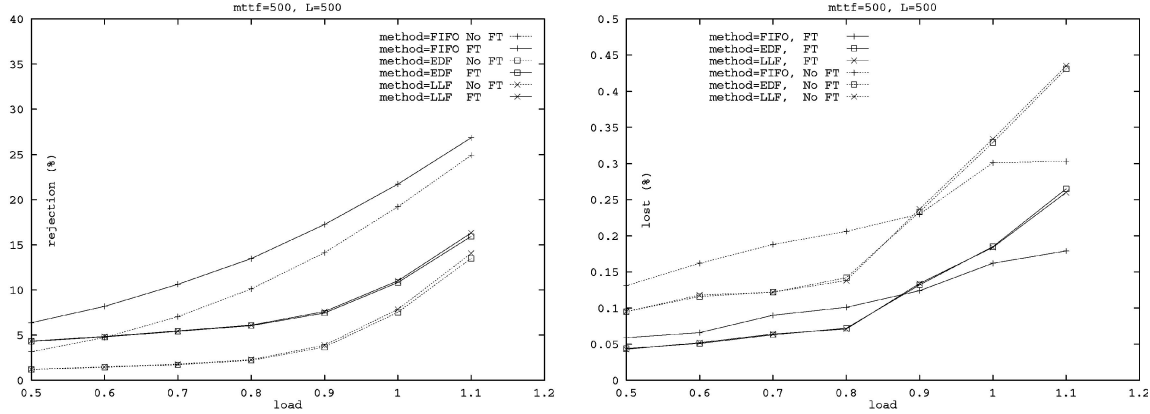 mttf=500, L=500
40
35
30
25
20
15
10
5
0
rejection (%)
method=FIFO No FT
method=FIFO FT
method=EDF No FT
method=EDF FT
method=LLF No FT
method=LLF FT
0.5 0.6 0.7 0.8 0.9 1 1.1 1.2
load
mttf=500, L=500
0.5
0.45
0.4
0.35
0.3
0.25
0.2
0.15
0.1
0.05
0
lost (%)
method=FIFO, FT
method=EDF, FT
method=LLF, FT
method=FIFO, No FT
method=EDF, No FT
method=LLF, No FT
0.5 0.6 0.7 0.8 0.9 1 1.1 1.2
load